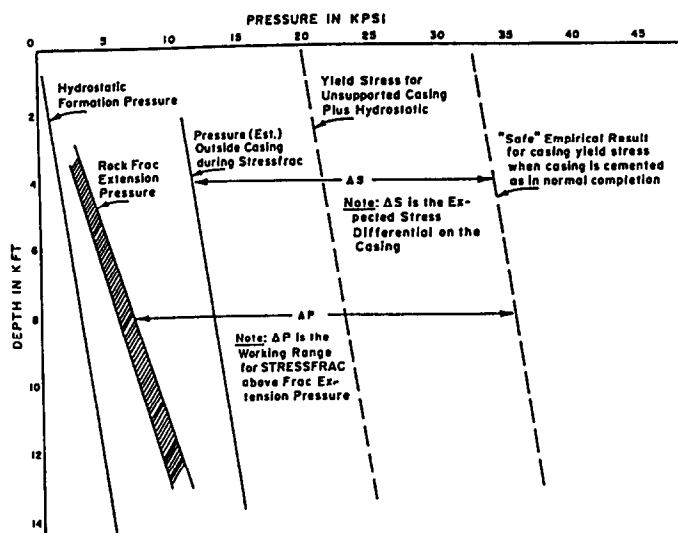 PRESSURE IN KPSI
0 5 10 15 20 25 30 35 40 45
DEPTH IN KFT
0
2
4
6
8
10
12
14
Hydrostatic
Formation Pressure
Rock Frac
Extension
Pressure
Pressure (Est.)
Outside Casing
during Stressfrac
Yield Stress for
Unsupported Casing
Plus Hydrostatic
"Safe" Empirical Result
for casing yield stress
when casing is cemented
as in normal completion
ΔS
Note: ΔS is the Ex-
pected Stress
Differential on the
Casing
ΔP
Note: ΔP is the
Working Range
for STRESSFRAC
above Frac Ex-
tension Pressure